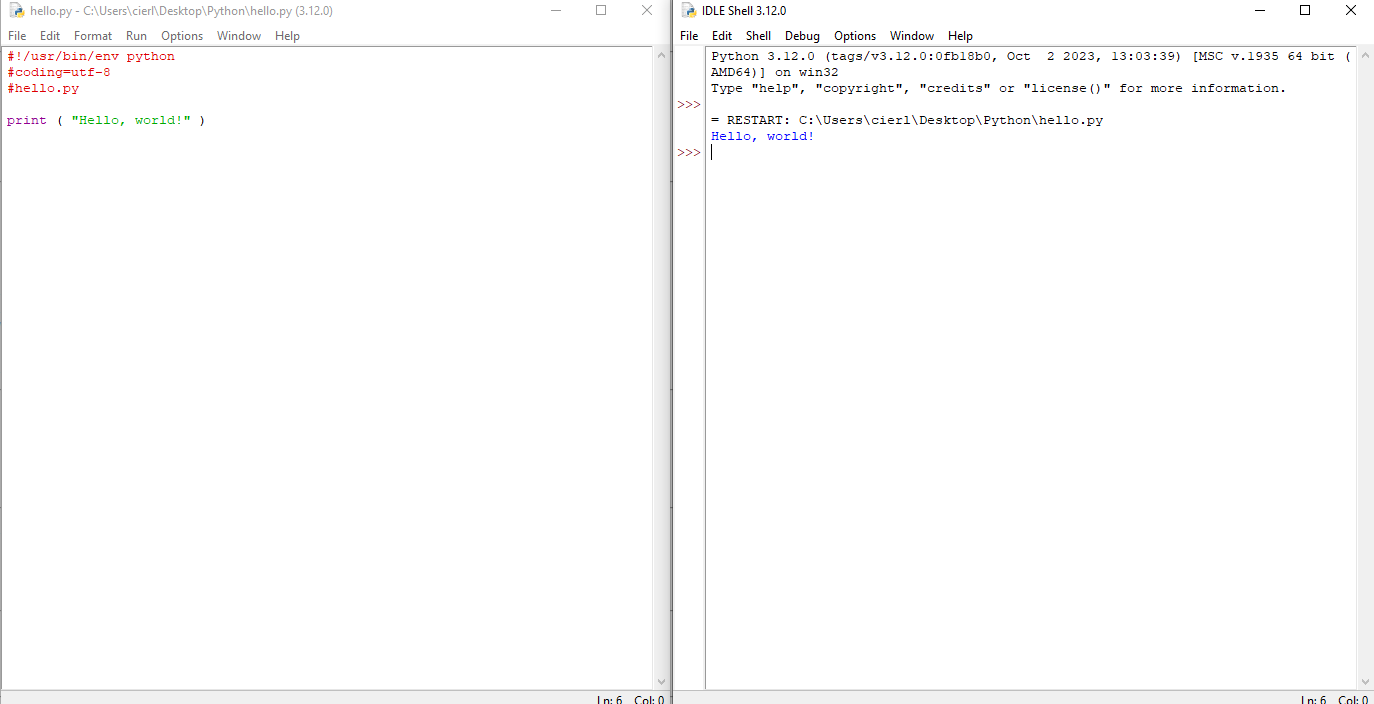 hello.py - C:\Users\cierl\Desktop\Python\hello.py (3.12.0)
File Edit Format Run Options Window Help
#!/usr/bin/env python
#coding=utf-8
#hello.py
print ( "Hello, world!" )
Ln: 6 Col: 0
IDLE Shell 3.12.0
File Edit Shell Debug Options Window Help
Python 3.12.0 (tags/v3.12.0:0fb18b0, Oct  2 2023, 13:03:39) [MSC v.1935 64 bit (
AMD64)] on win32
Type "help", "copyright", "credits" or "license()" for more information.
>>>
= RESTART: C:\Users\cierl\Desktop\Python\hello.py
Hello, world!
>>>
Ln: 6 Col: 0